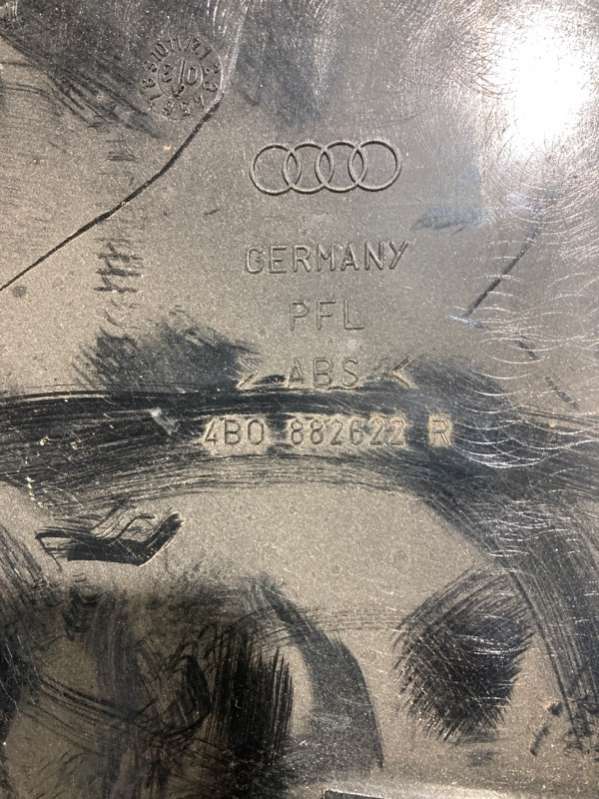 GERMANY
PFL
> ABS <
4B0 882622 R